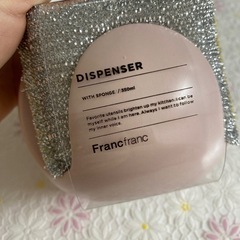 DISPENSER
WITH SPONGE / 350ml
Favorite utensils brighten up my kitchen. I can be
myself while I am here. Always I want to follow
my inner voice.
Francfranc